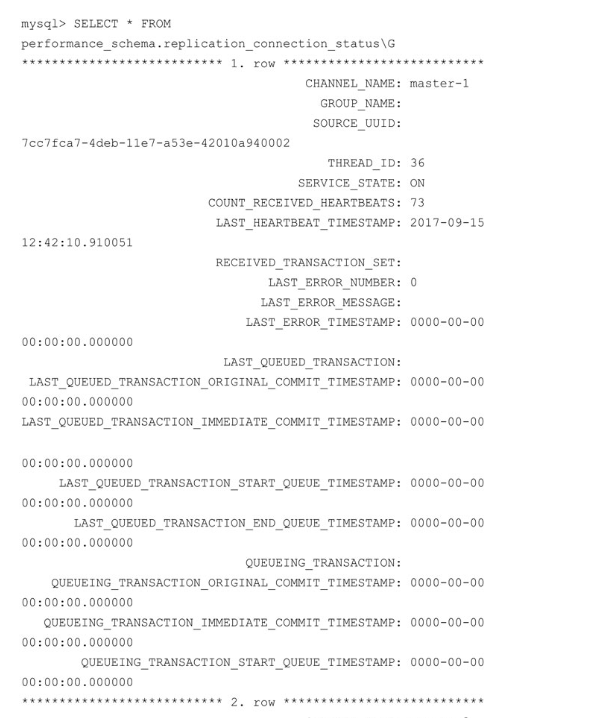 mysql> SELECT * FROM
performance_schema.replication_connection_status\G
*************************** 1. row ***************************
CHANNEL_NAME: master-1
GROUP_NAME:
SOURCE_UUID:
7cc7fca7-4deb-11e7-a53e-42010a940002
THREAD_ID: 36
SERVICE_STATE: ON
COUNT_RECEIVED_HEARTBEATS: 73
LAST_HEARTBEAT_TIMESTAMP: 2017-09-15
12:42:10.910051
RECEIVED_TRANSACTION_SET:
LAST_ERROR_NUMBER: 0
LAST_ERROR_MESSAGE:
LAST_ERROR_TIMESTAMP: 0000-00-00
00:00:00.000000
LAST_QUEUED_TRANSACTION:
LAST_QUEUED_TRANSACTION_ORIGINAL_COMMIT_TIMESTAMP: 0000-00-00
00:00:00.000000
LAST_QUEUED_TRANSACTION_IMMEDIATE_COMMIT_TIMESTAMP: 0000-00-00
00:00:00.000000
LAST_QUEUED_TRANSACTION_START_QUEUE_TIMESTAMP: 0000-00-00
00:00:00.000000
LAST_QUEUED_TRANSACTION_END_QUEUE_TIMESTAMP: 0000-00-00
00:00:00.000000
QUEUEING_TRANSACTION:
QUEUEING_TRANSACTION_ORIGINAL_COMMIT_TIMESTAMP: 0000-00-00
00:00:00.000000
QUEUEING_TRANSACTION_IMMEDIATE_COMMIT_TIMESTAMP: 0000-00-00
00:00:00.000000
QUEUEING_TRANSACTION_START_QUEUE_TIMESTAMP: 0000-00-00
00:00:00.000000
*************************** 2. row ***************************